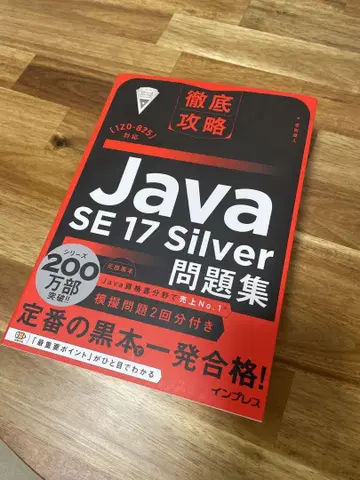 徹底
攻略
[1Z0-825]
対応
Java
SE 17 Silver
問題集
シリーズ
200
万部
突破!!
Java資格書分野で売上No.1
模擬問題2回分付き
定番の黒本。一発合格!
「最重要ポイント」がひと目でわかる
インプレス